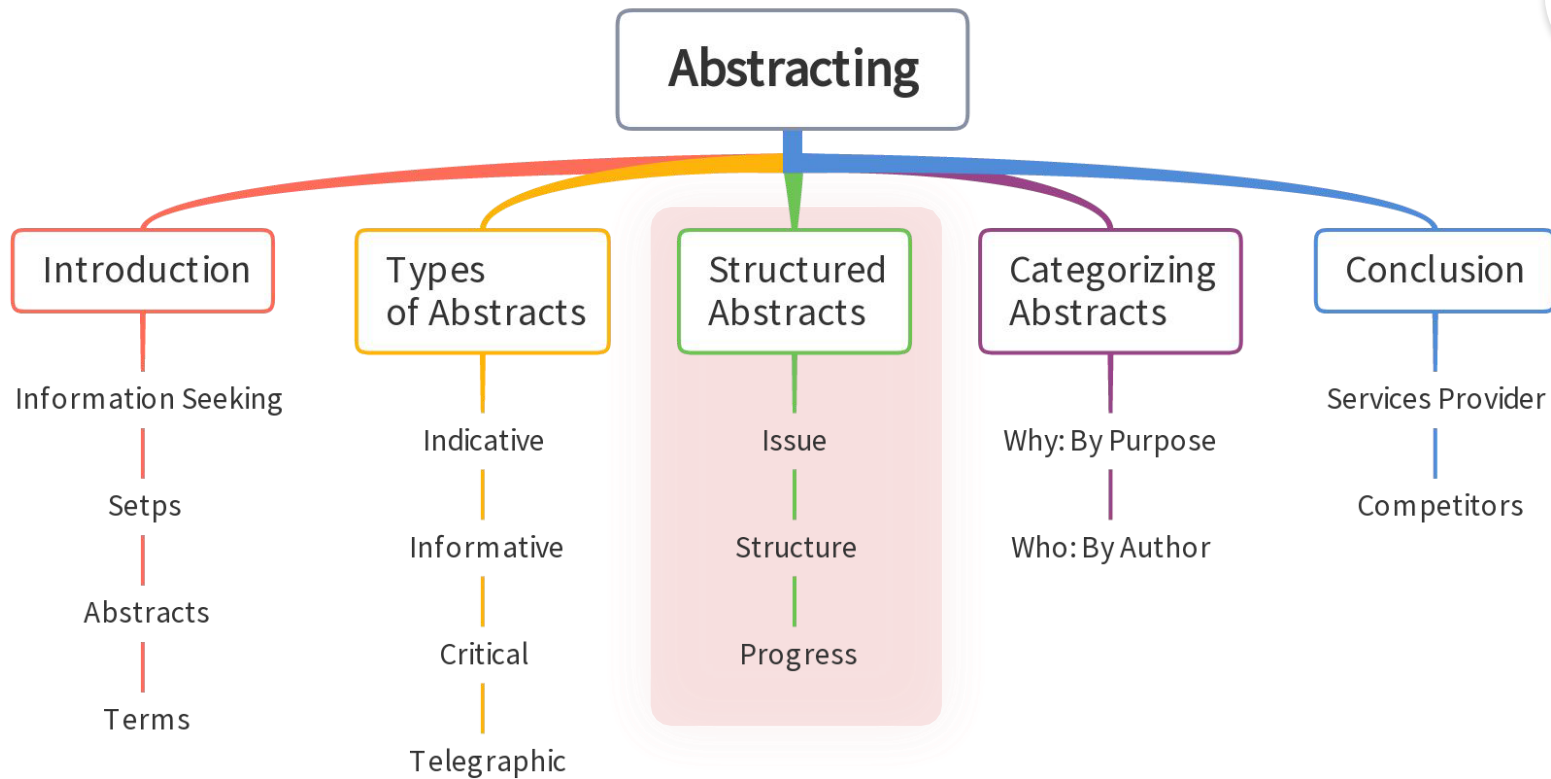 Abstracting
Introduction
Information Seeking
Setps
Abstracts
Terms
Types
of Abstracts
Indicative
Informative
Critical
Telegraphic
Structured
Abstracts
Issue
Structure
Progress
Categorizing
Abstracts
Why: By Purpose
Who: By Author
Conclusion
Services Provider
Competitors